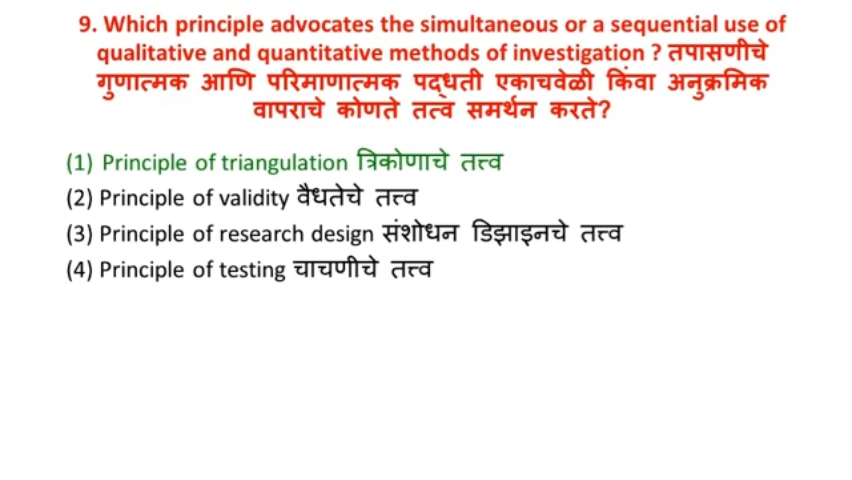 9. Which principle advocates the simultaneous or a sequential use of
qualitative and quantitative methods of investigation ? तपासणीचे
गुणात्मक आणि परिमाणात्मक पद्धती एकाचवेळी किंवा अनुक्रमिक
वापराचे कोणते तत्व समर्थन करते?
(1) Principle of triangulation त्रिकोणाचे तत्त्व
(2) Principle of validity वैधतेचे तत्त्व
(3) Principle of research design संशोधन डिझाइनचे तत्त्व
(4) Principle of testing चाचणीचे तत्त्व